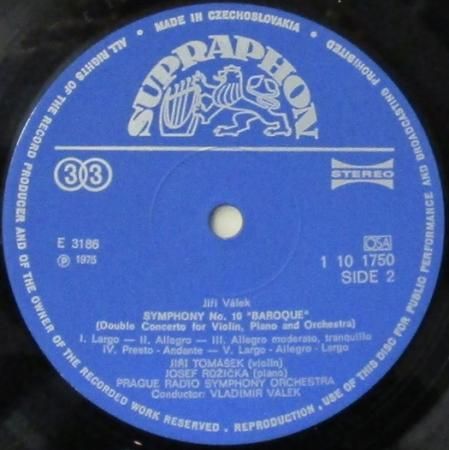 MADE IN CZECHOSLOVAKIA
ALL RIGHTS OF THE RECORD PRODUCER AND OF THE OWNER OF THE RECORDED WORK RESERVED • REPRODUCTION, USE OF THIS DISC FOR PUBLIC PERFORMANCE AND BROADCASTING PROHIBITED
SUPRAPHON
33
STEREO
E 3186
℗ 1975
OSA
1 10 1750
SIDE 2
Jiří Válek
SYMPHONY No. 10 "BAROQUE"
(Double Concerto for Violin, Piano and Orchestra)
I. Largo — II. Allegro — III. Allegro moderato, tranquillo
IV. Presto - Andante — V. Largo - Allegro - Largo
JIŘÍ TOMÁŠEK (violin)
JOSEF RŮŽIČKA (piano)
PRAGUE RADIO SYMPHONY ORCHESTRA
Conductor: VLADIMÍR VÁLEK